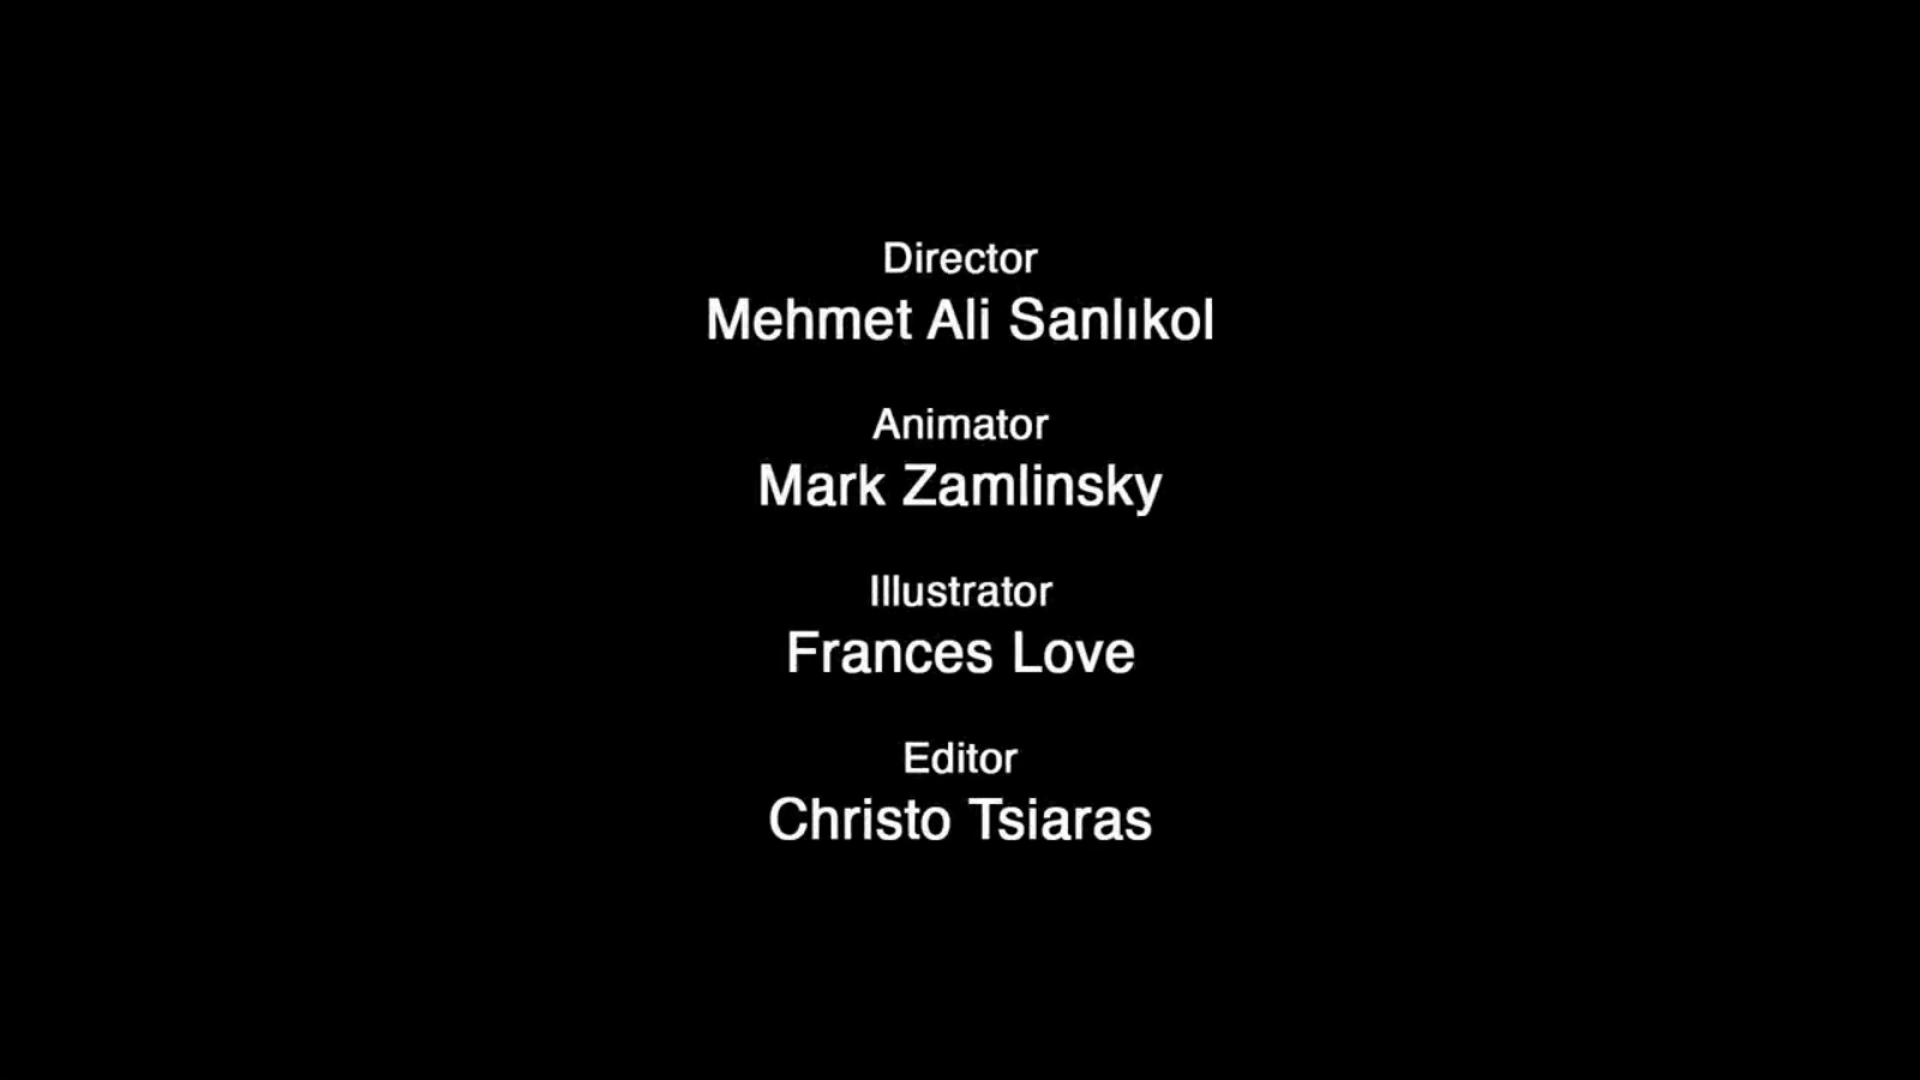 Director
Mehmet Ali Sanlıkol
Animator
Mark Zamlinsky
Illustrator
Frances Love
Editor
Christo Tsiaras